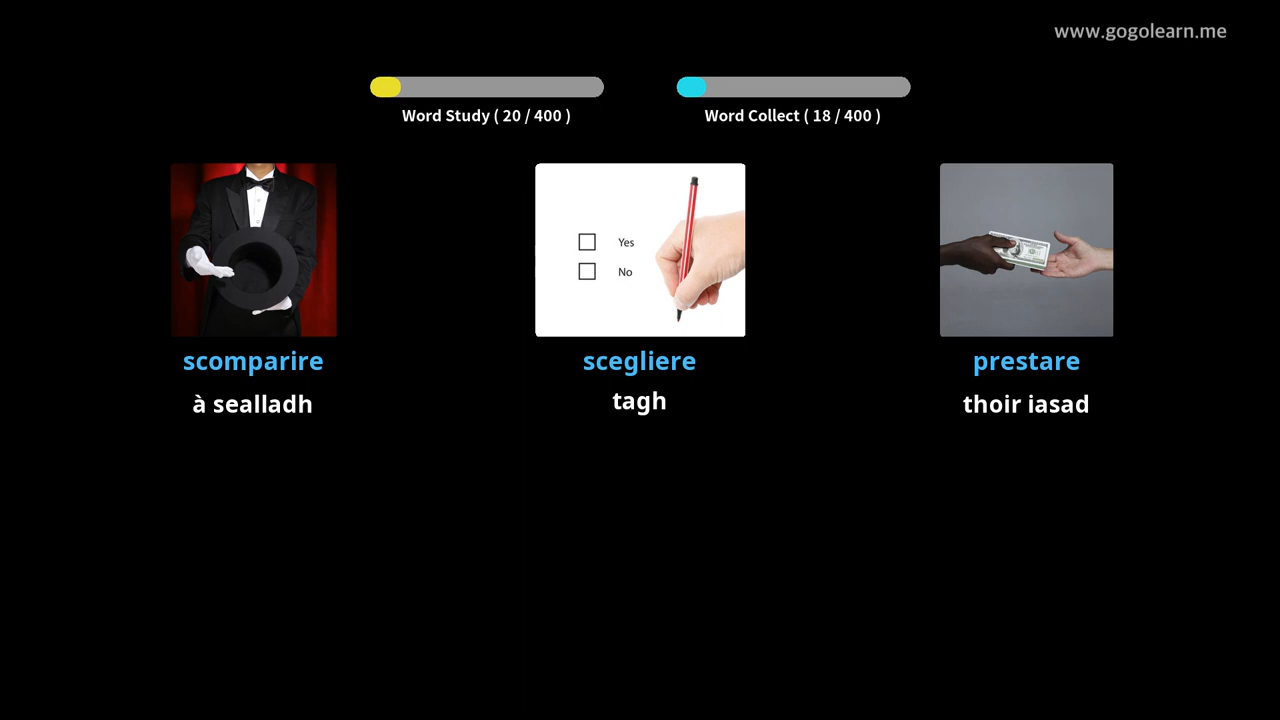 www.gogolearn.me
Word Study ( 20 / 400 )
Word Collect ( 18 / 400 )
Yes
No
scomparire
scegliere
prestare
à sealladh
tagh
thoir iasad